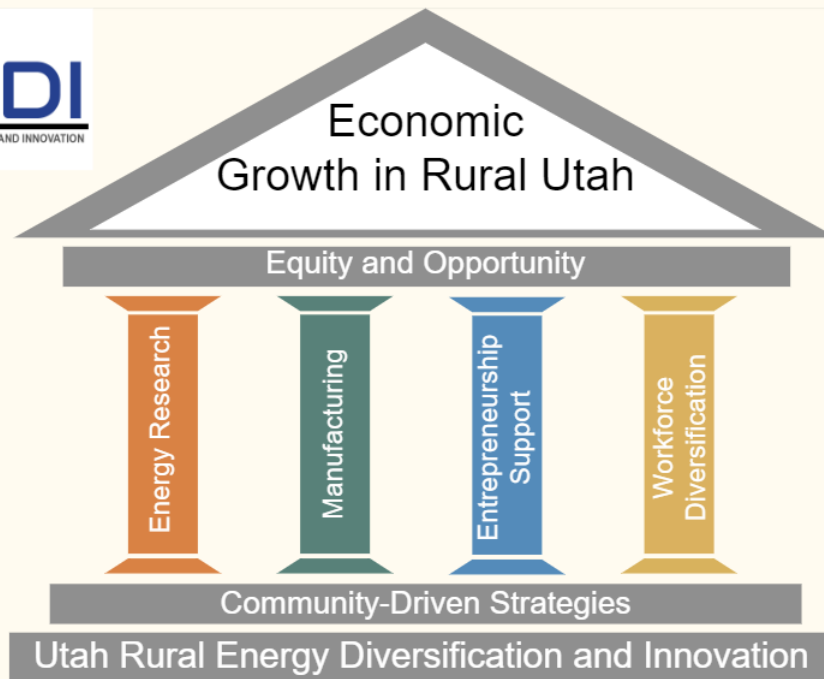 DI
AND INNOVATION
Economic
Growth in Rural Utah
Equity and Opportunity
Energy Research
Manufacturing
Entrepreneurship
Support
Workforce
Diversification
Community-Driven Strategies
Utah Rural Energy Diversification and Innovation